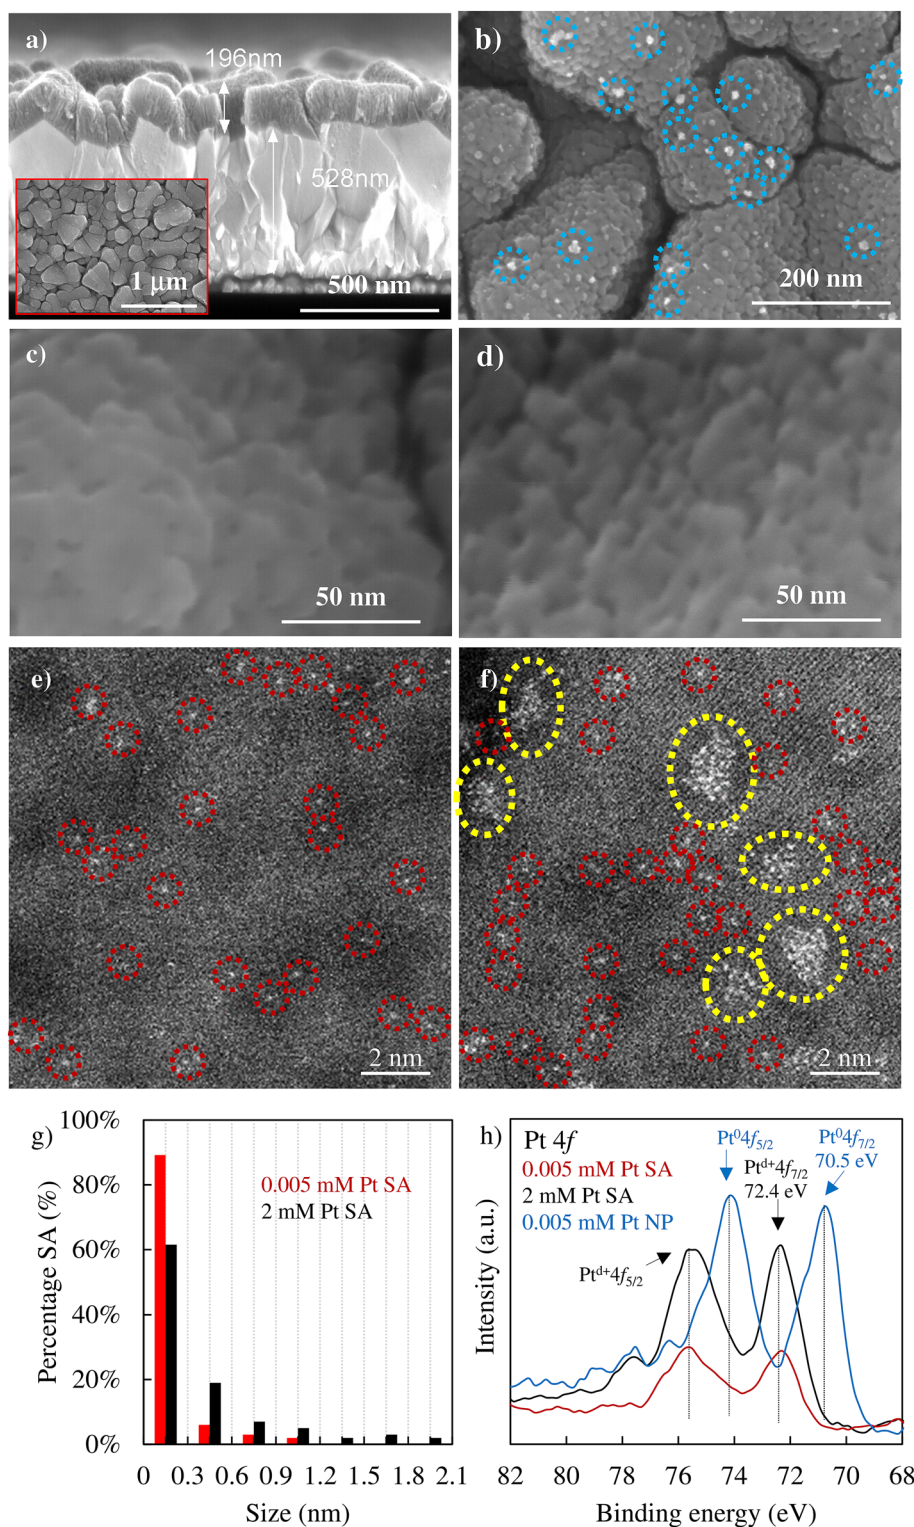 a)
196nm
528nm
1 µm
500 nm
b)
200 nm
c)
50 nm
d)
50 nm
e)
2 nm
f)
2 nm
g)
Percentage SA (%)
100%
80%
60%
40%
20%
0%
0.005 mM Pt SA
2 mM Pt SA
0 0.3 0.6 0.9 1.2 1.5 1.8 2.1
Size (nm)
h)
Intensity (a.u.)
Pt 4f
0.005 mM Pt SA
2 mM Pt SA
0.005 mM Pt NP
Pt⁰4f5/2
Pt⁰4f7/2
70.5 eV
Ptᵈ⁺4f7/2
72.4 eV
Ptᵈ⁺4f5/2
82 80 78 76 74 72 70 68
Binding energy (eV)